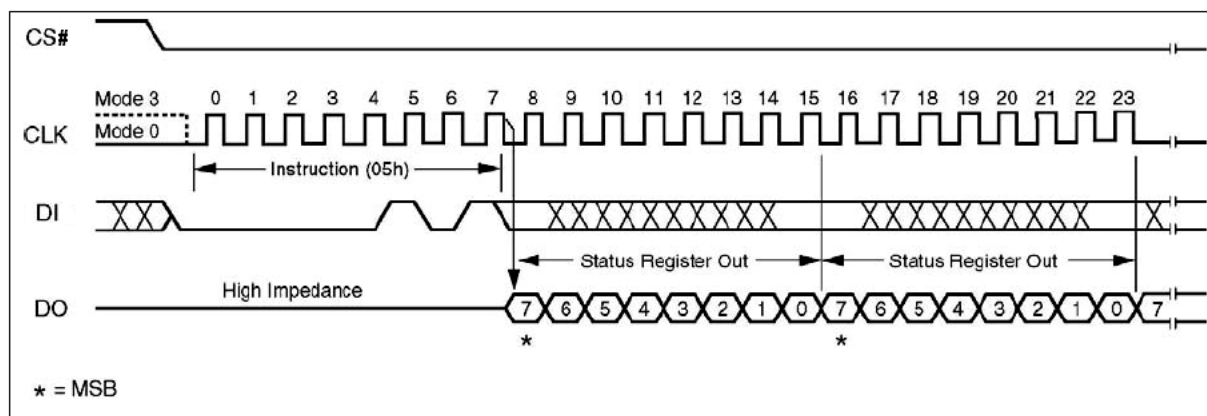 CS#
Mode 3 0 1 2 3 4 5 6 7 8 9 10 11 12 13 14 15 16 17 18 19 20 21 22 23
CLK Mode 0
Instruction (05h)
DI
Status Register Out Status Register Out
High Impedance
DO 7 6 5 4 3 2 1 0 7 6 5 4 3 2 1 0 7
* *
* = MSB